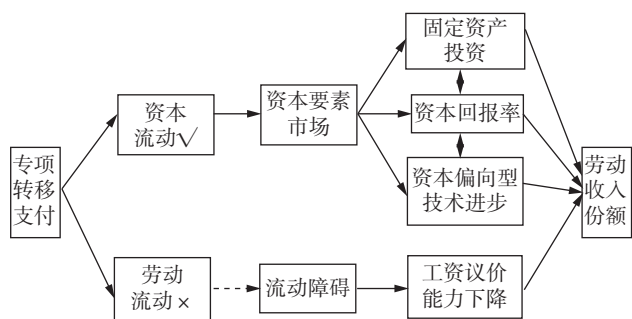 专项
转移
支付
资本
流动√
劳动
流动×
资本要素
市场
流动障碍
固定资产
投资
资本回报率
资本偏向型
技术进步
工资议价
能力下降
劳动
收入
份额